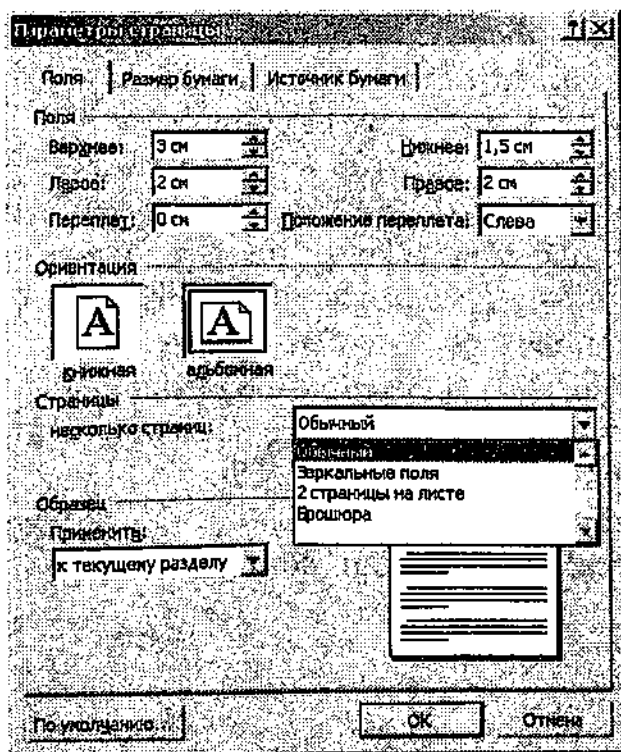 Параметры страницы ? ×
Поля Размер бумаги Источник бумаги
Поля
Верхнее: 3 см Нижнее: 1,5 см
Левое: 2 см Правое: 2 см
Переплет: 0 см Положение переплета: Слева
Ориентация
A A
книжная альбомная
Страницы
несколько страниц: Обычный
Обычный
Зеркальные поля
2 страницы на листе
Брошюра
Образец
Применить:
к текущему разделу
По умолчанию... ОК Отмена